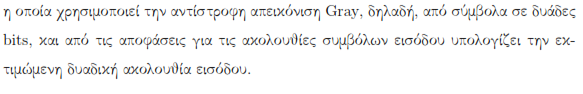 η οποία χρησιμοποιεί την αντίστροφη απεικόνιση Gray, δηλαδή, από σύμβολα σε δυάδες
bits, και από τις αποφάσεις για τις ακολουθίες συμβόλων εισόδου υπολογίζει την εκ-
τιμώμενη δυαδική ακολουθία εισόδου.